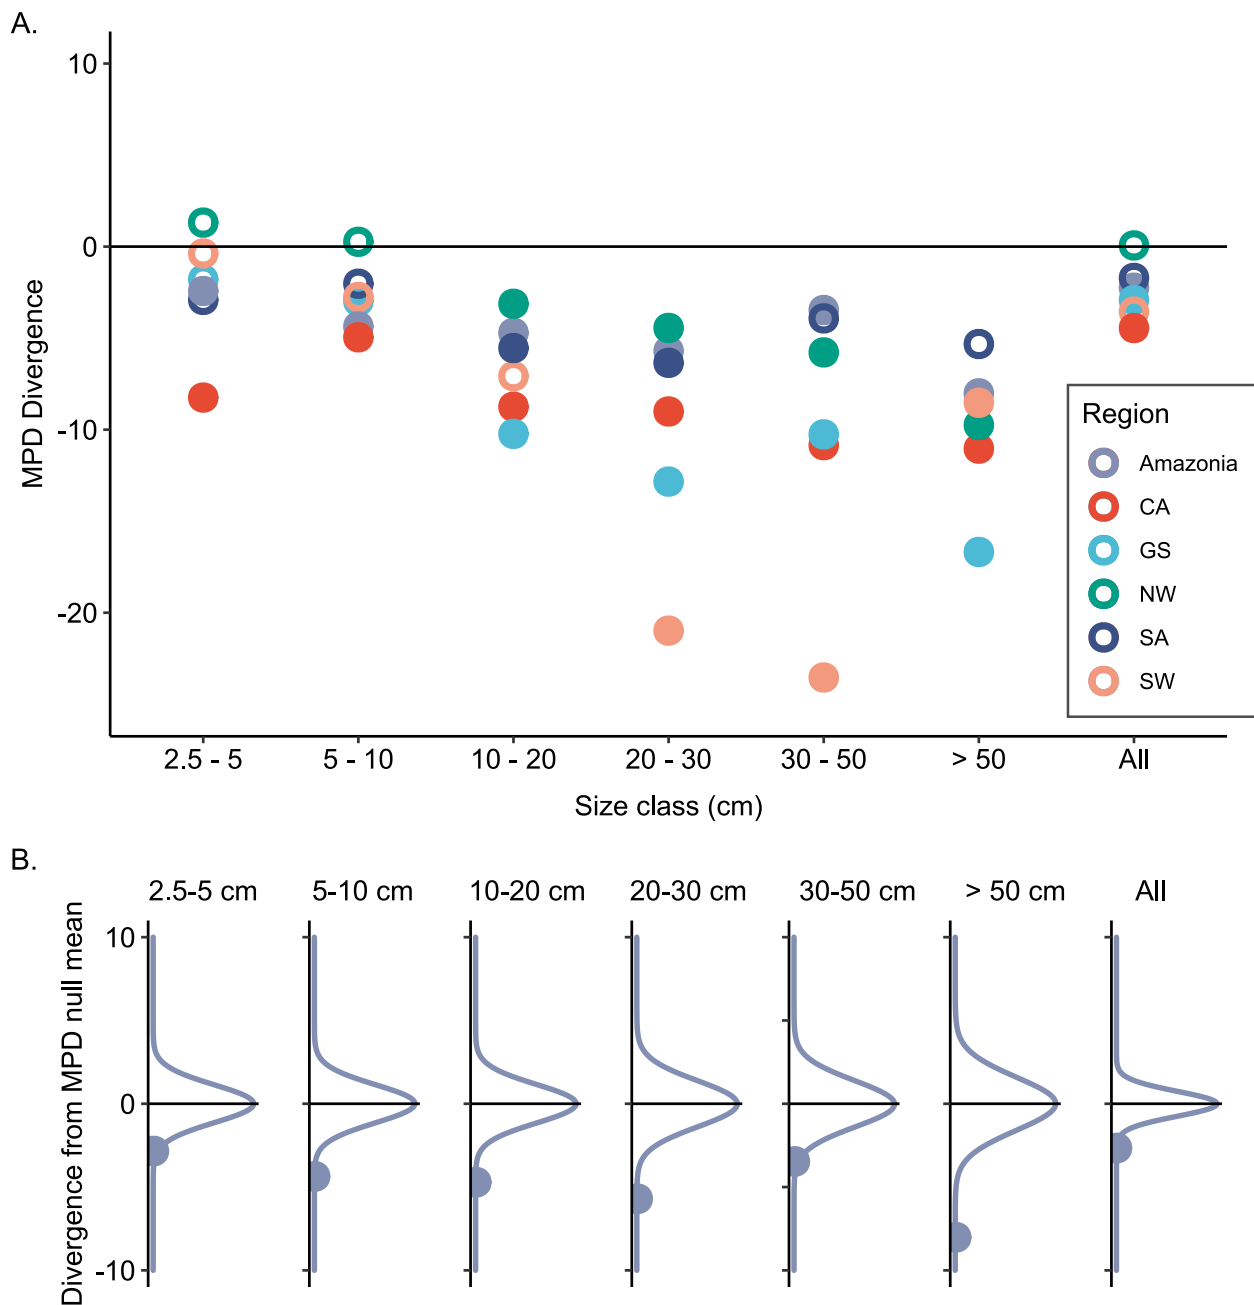 A.
MPD Divergence
10
0
-10
-20
2.5 - 5
5 - 10
10 - 20
20 - 30
30 - 50
> 50
All
Size class (cm)
Region
Amazonia
CA
GS
NW
SA
SW
B.
2.5-5 cm
5-10 cm
10-20 cm
20-30 cm
30-50 cm
> 50 cm
All
Divergence from MPD null mean
10
0
-10